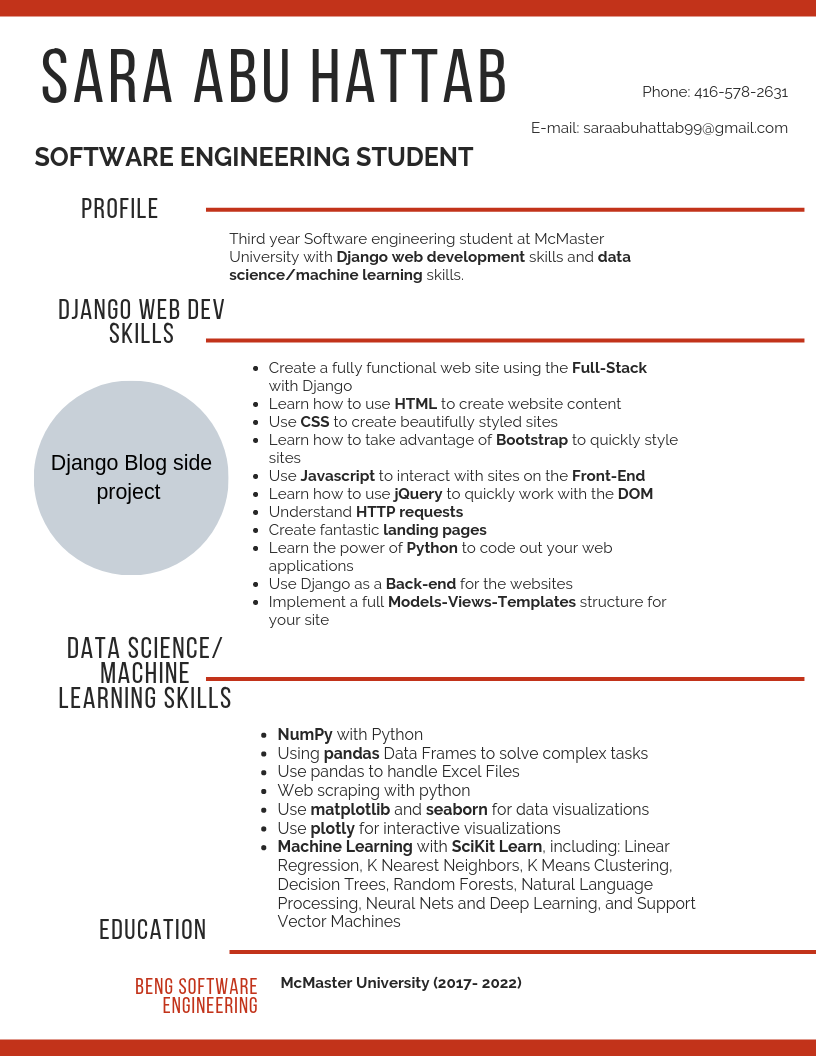 SARA ABU HATTAB
Phone: 416-578-2631
E-mail: saraabuhattab99@gmail.com
SOFTWARE ENGINEERING STUDENT
PROFILE
Third year Software engineering student at McMaster
University with Django web development skills and data
science/machine learning skills.
DJANGO WEB DEV
SKILLS
Django Blog side
project
• Create a fully functional web site using the Full-Stack
with Django
• Learn how to use HTML to create website content
• Use CSS to create beautifully styled sites
• Learn how to take advantage of Bootstrap to quickly style
sites
• Use Javascript to interact with sites on the Front-End
• Learn how to use jQuery to quickly work with the DOM
• Understand HTTP requests
• Create fantastic landing pages
• Learn the power of Python to code out your web
applications
• Use Django as a Back-end for the websites
• Implement a full Models-Views-Templates structure for
your site
DATA SCIENCE/
MACHINE
LEARNING SKILLS
• NumPy with Python
• Using pandas Data Frames to solve complex tasks
• Use pandas to handle Excel Files
• Web scraping with python
• Use matplotlib and seaborn for data visualizations
• Use plotly for interactive visualizations
• Machine Learning with SciKit Learn, including: Linear
Regression, K Nearest Neighbors, K Means Clustering,
Decision Trees, Random Forests, Natural Language
Processing, Neural Nets and Deep Learning, and Support
Vector Machines
EDUCATION
BENG SOFTWARE
ENGINEERING
McMaster University (2017- 2022)